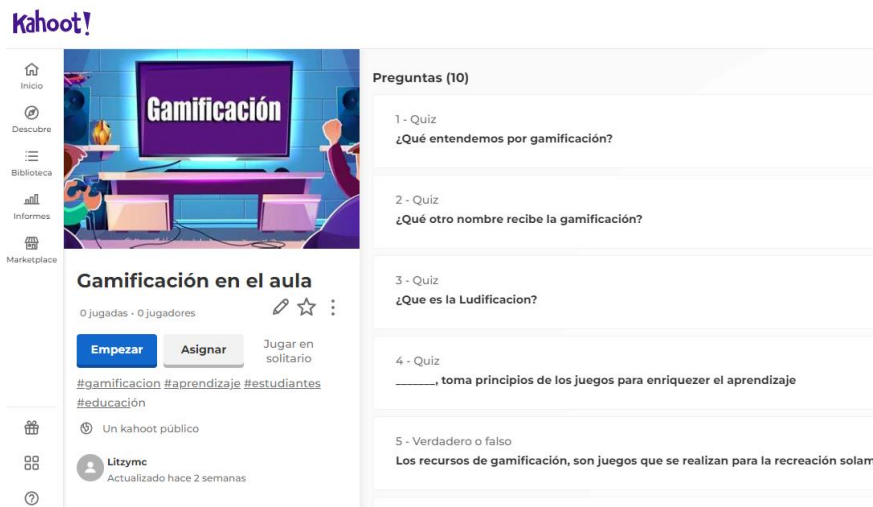 Kahoot!
Inicio
Descubre
Biblioteca
Informes
Marketplace
Gamificación
Gamificación en el aula
0 jugadas · 0 jugadores
Empezar
Asignar
Jugar en
solitario
#gamificacion #aprendizaje #estudiantes
#educación
Un kahoot público
Litzymc
Actualizado hace 2 semanas
Preguntas (10)
1 - Quiz
¿Qué entendemos por gamificación?
2 - Quiz
¿Qué otro nombre recibe la gamificación?
3 - Quiz
¿Que es la Ludificacion?
4 - Quiz
_______, toma principios de los juegos para enriquezer el aprendizaje
5 - Verdadero o falso
Los recursos de gamificación, son juegos que se realizan para la recreación solam